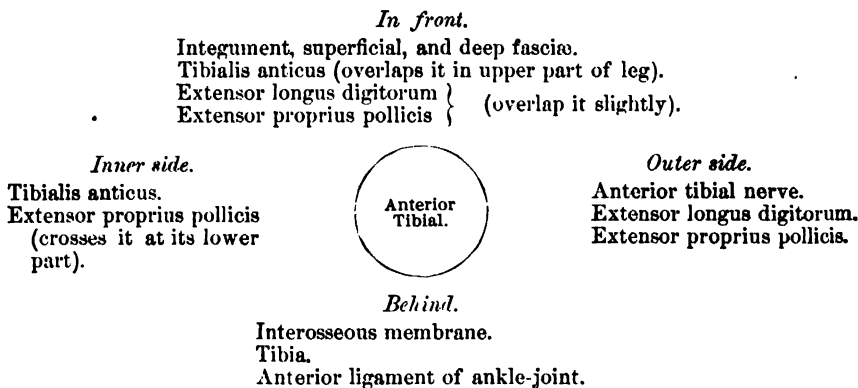 In front.
Integument, superficial, and deep fasciæ.
Tibialis anticus (overlaps it in upper part of leg).
Extensor longus digitorum
Extensor proprius pollicis } (overlap it slightly).
Inner side.
Tibialis anticus.
Extensor proprius pollicis
(crosses it at its lower
part).
Anterior
Tibial.
Outer side.
Anterior tibial nerve.
Extensor longus digitorum.
Extensor proprius pollicis.
Behind.
Interosseous membrane.
Tibia.
Anterior ligament of ankle-joint.